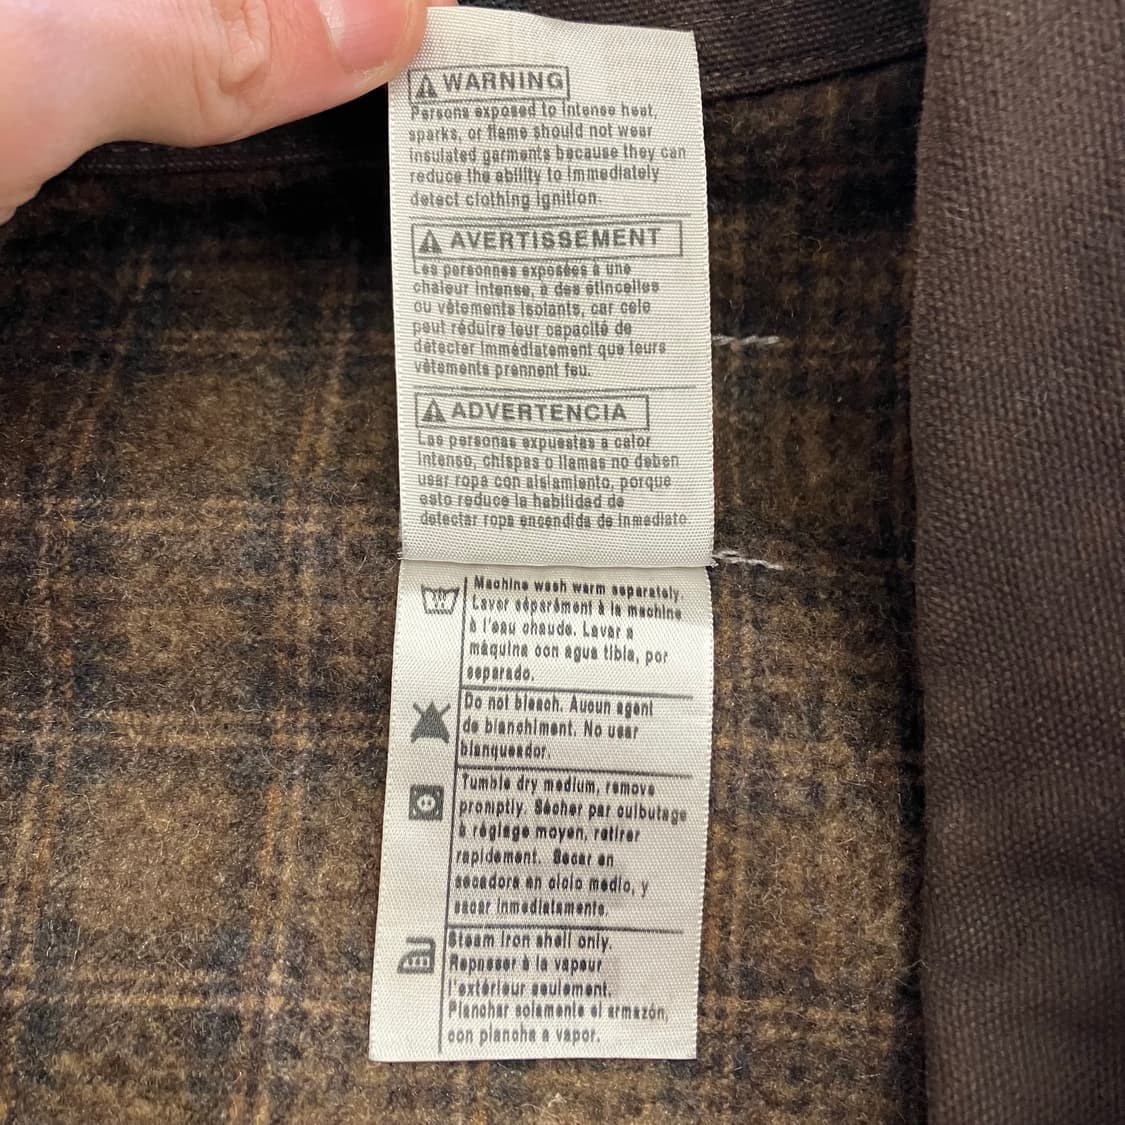 WARNING
Persons exposed to intense heat,
sparks, or flame should not wear
insulated garments because they can
reduce the ability to immediately
detect clothing ignition.
AVERTISSEMENT
Les personnes exposées à une
chaleur intense, à des étincelles
ou vêtements isolants, car cele
peut réduire leur capacité de
détecter immédiatement que leurs
vêtements prennent feu.
ADVERTENCIA
Las personas expuestas a calor
intenso, chispas o llamas no deben
usar ropa con aislamiento, porque
esto reduce la habilidad de
detectar ropa encendida de inmediato.
Machine wash warm separately.
Laver séparément à la machine
à l'eau chaude. Lavar a
máquina con agua tibia, por
separado.
Do not bleach. Aucun agent
de blanchiment. No usar
blanqueador.
Tumble dry medium, remove
promptly. Sécher par culbutage
à réglage moyen, retirer
rapidement. Secar en
secadora en ciclo medio, y
sacar inmediatamente.
Steam iron shell only.
Repasser à la vapeur
l'extérieur seulement.
Planchar solamente el armazón,
con plancha a vapor.